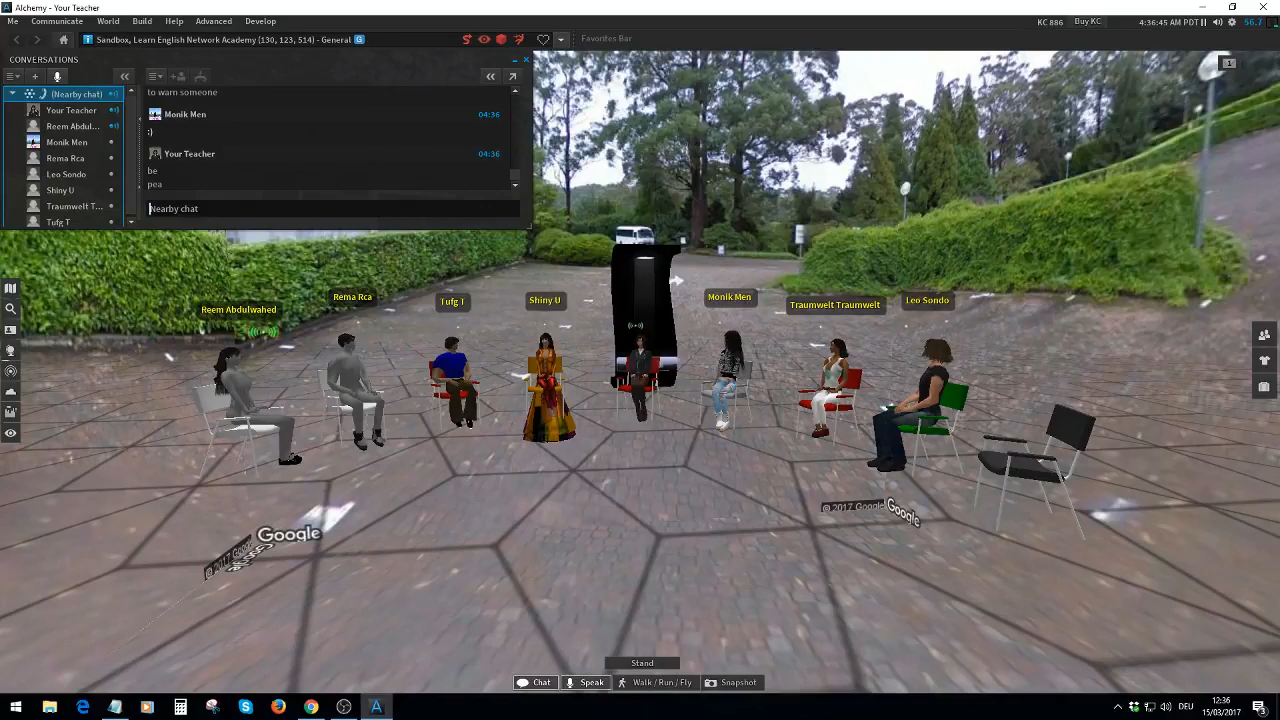 Alchemy - Your Teacher
Me Communicate World Build Help Advanced Develop
KC 886 Buy KC 4:36:45 AM PDT 56.7
Sandbox, Learn English Network Academy (130, 123, 514) - General G
Favorites Bar
CONVERSATIONS
1
(Nearby chat)
Your Teacher
Reem Abdul...
Monik Men
Rema Rca
Leo Sondo
Shiny U
Traumwelt T...
Tufg T
to warn someone
Monik Men 04:36
:)
Your Teacher 04:36
be
pea
Nearby chat
Reem Abdulwahed
Rema Rca
Tufg T
Shiny U
Monik Men
Traumwelt Traumwelt
Leo Sondo
© 2017 Google
Google
© 2017 Google
Google
Stand
Chat Speak Walk / Run / Fly Snapshot
DEU
12:36
15/03/2017
3